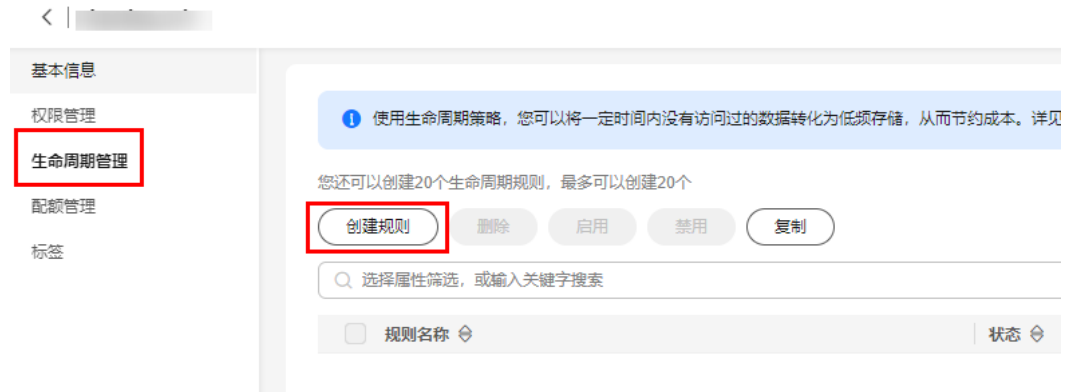 基本信息
权限管理
生命周期管理
配额管理
标签
使用生命周期策略，您可以将一定时间内没有访问过的数据转化为低频存储，从而节约成本。详见
您还可以创建20个生命周期规则，最多可以创建20个
创建规则 删除 启用 禁用 复制
选择属性筛选，或输入关键字搜索
规则名称 状态